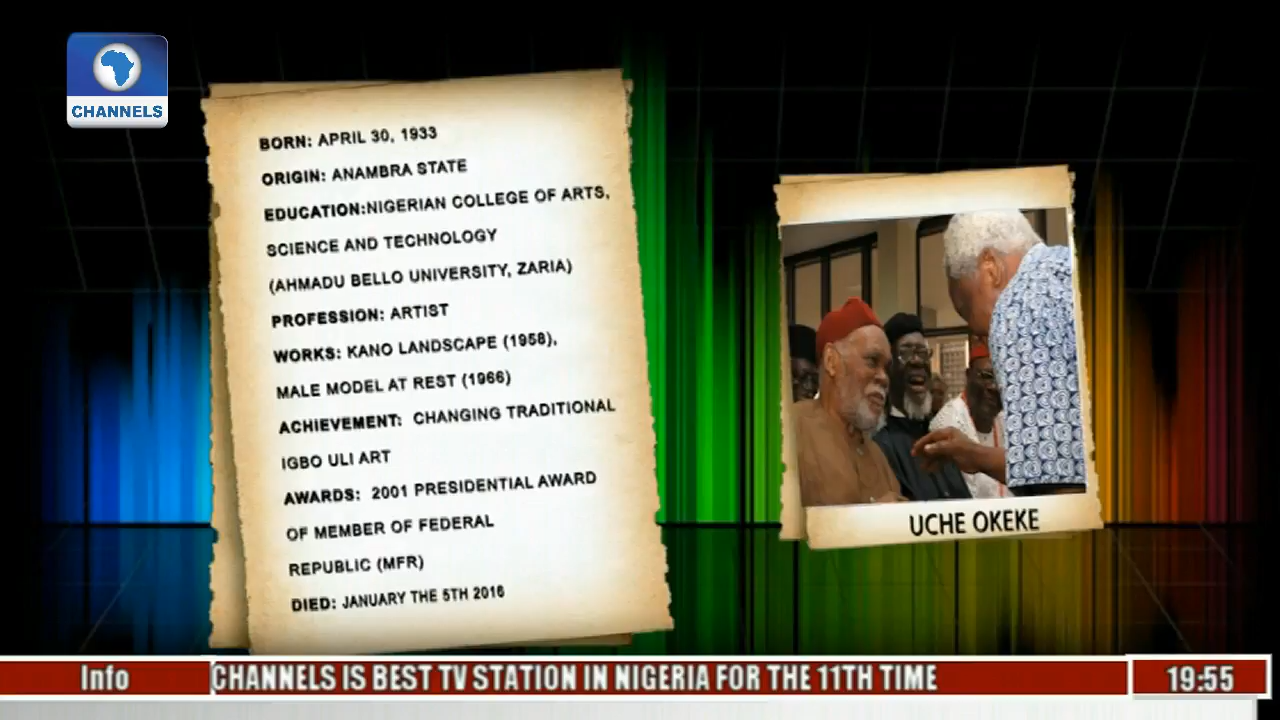 CHANNELS
BORN: APRIL 30, 1933
ORIGIN: ANAMBRA STATE
EDUCATION:NIGERIAN COLLEGE OF ARTS,
SCIENCE AND TECHNOLOGY
(AHMADU BELLO UNIVERSITY, ZARIA)
PROFESSION: ARTIST
WORKS: KANO LANDSCAPE (1958),
MALE MODEL AT REST (1966)
ACHIEVEMENT: CHANGING TRADITIONAL
IGBO ULI ART
AWARDS: 2001 PRESIDENTIAL AWARD
OF MEMBER OF FEDERAL
REPUBLIC (MFR)
DIED: JANUARY THE 5TH 2016
UCHE OKEKE
Info
CHANNELS IS BEST TV STATION IN NIGERIA FOR THE 11TH TIME
19:55